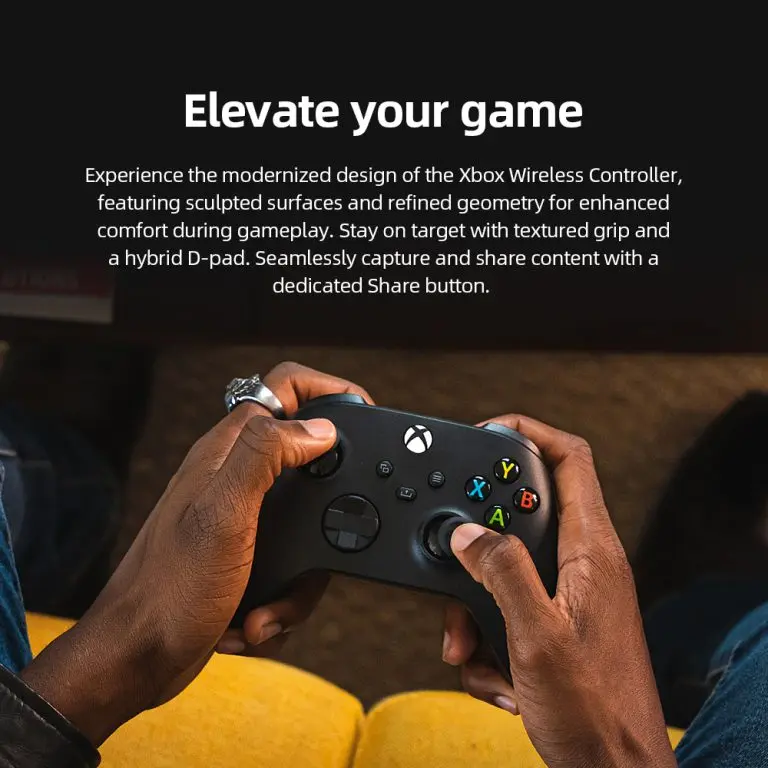 Elevate your game
Experience the modernized design of the Xbox Wireless Controller,
featuring sculpted surfaces and refined geometry for enhanced
comfort during gameplay. Stay on target with textured grip and
a hybrid D-pad. Seamlessly capture and share content with a
dedicated Share button.
Y
X B
A